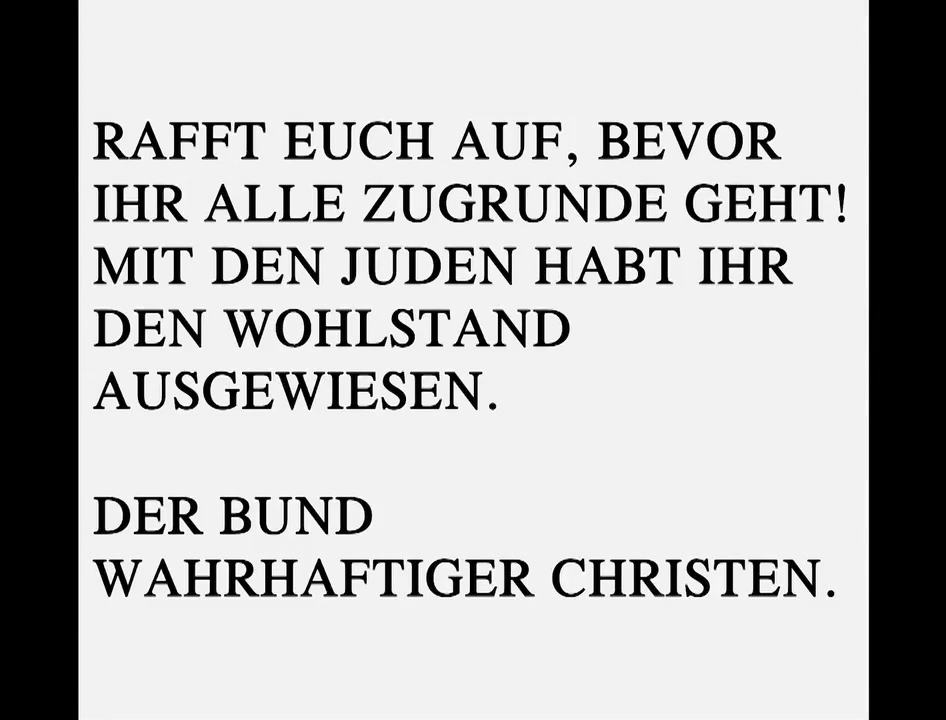 RAFFT EUCH AUF, BEVOR
IHR ALLE ZUGRUNDE GEHT!
MIT DEN JUDEN HABT IHR
DEN WOHLSTAND
AUSGEWIESEN.
DER BUND
WAHRHAFTIGER CHRISTEN.